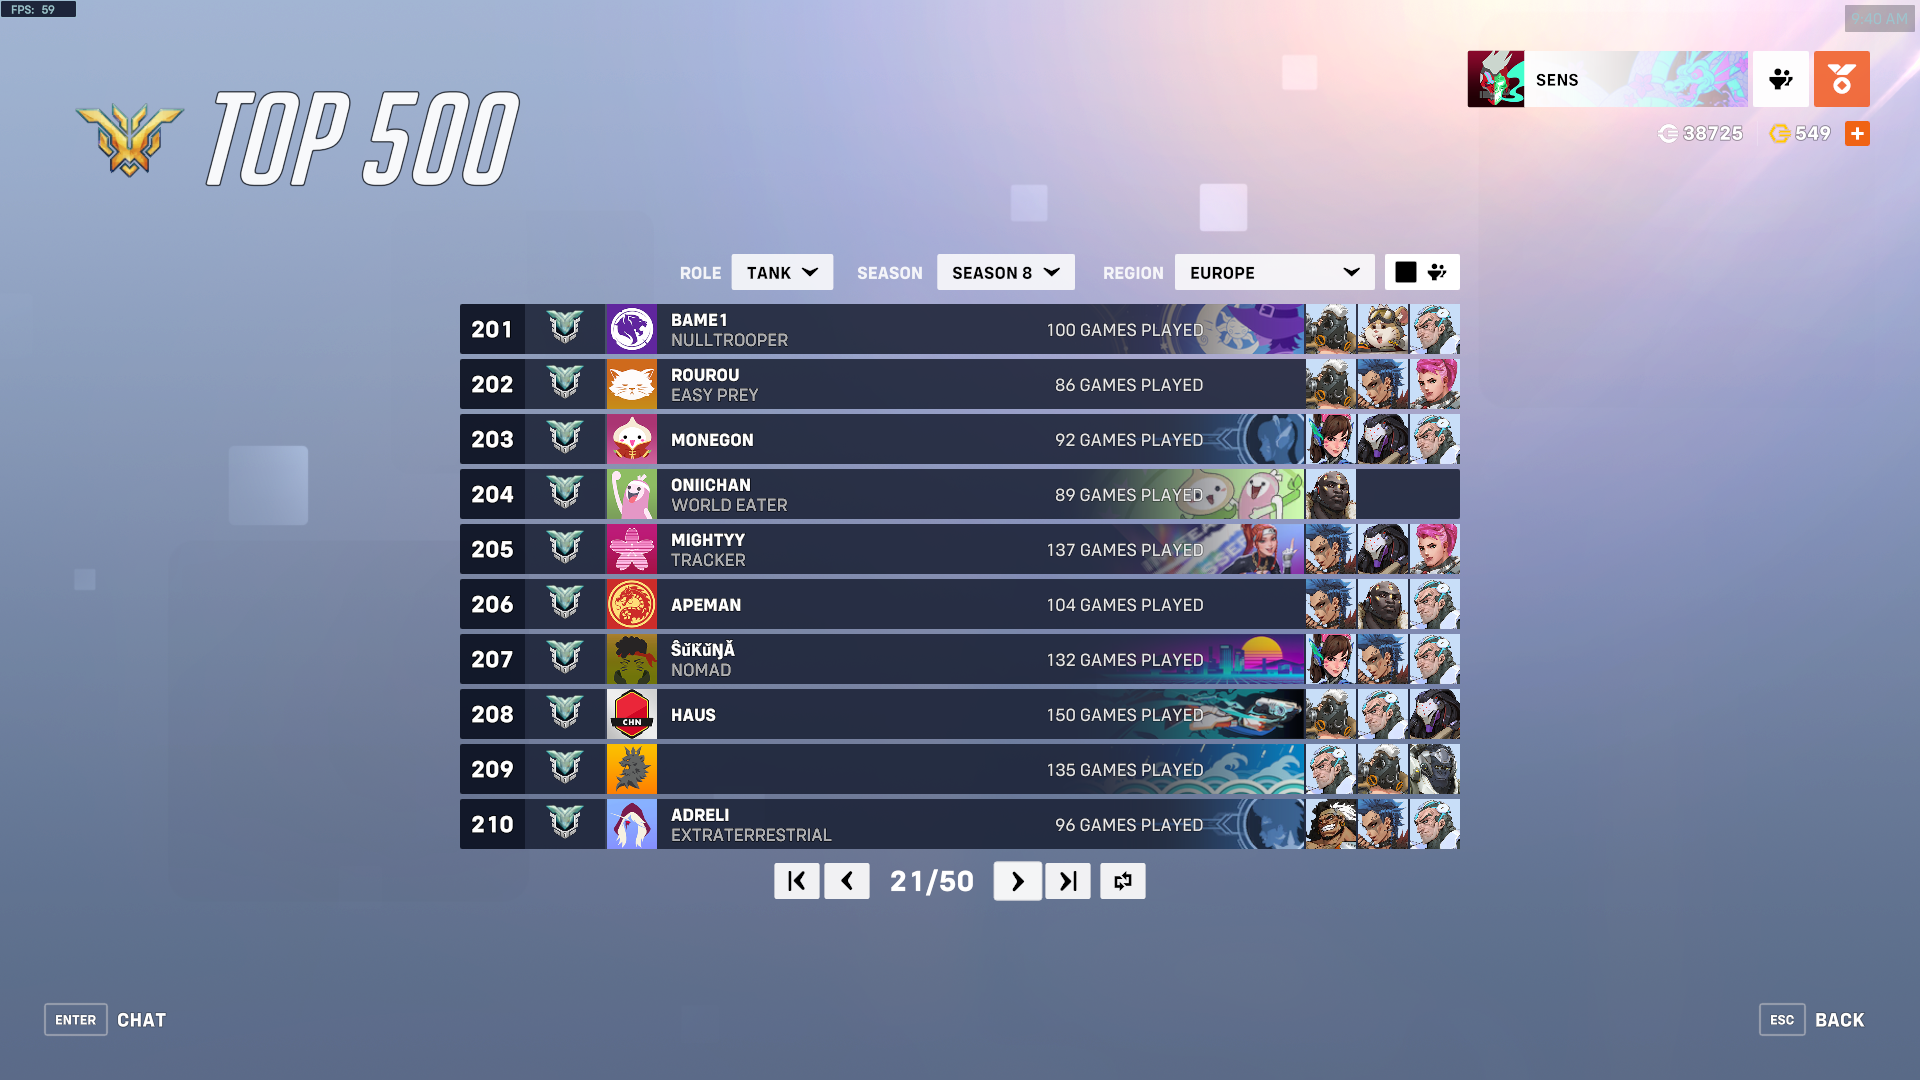 FPS: 59
9:40 AM
TOP 500
SENS
38725
549
ROLE TANK SEASON SEASON 8 REGION EUROPE
201 BAME1 100 GAMES PLAYED
NULLTROOPER
202 ROUROU 86 GAMES PLAYED
EASY PREY
203 MONEGON 92 GAMES PLAYED
204 ONIICHAN 89 GAMES PLAYED
WORLD EATER
205 MIGHTYY 137 GAMES PLAYED
TRACKER
206 APEMAN 104 GAMES PLAYED
207 ŜŭKŭŊǍ 132 GAMES PLAYED
NOMAD
208 CHN HAUS 150 GAMES PLAYED
209 135 GAMES PLAYED
210 ADRELI 96 GAMES PLAYED
EXTRATERRESTRIAL
21/50
ENTER CHAT
ESC BACK